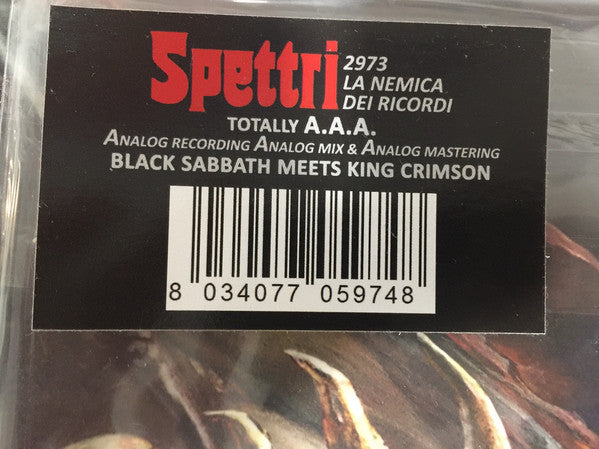 Spettri 2973
LA NEMICA
DEI RICORDI
TOTALLY A.A.A.
ANALOG RECORDING ANALOG MIX & ANALOG MASTERING
BLACK SABBATH MEETS KING CRIMSON
8 034077 059748